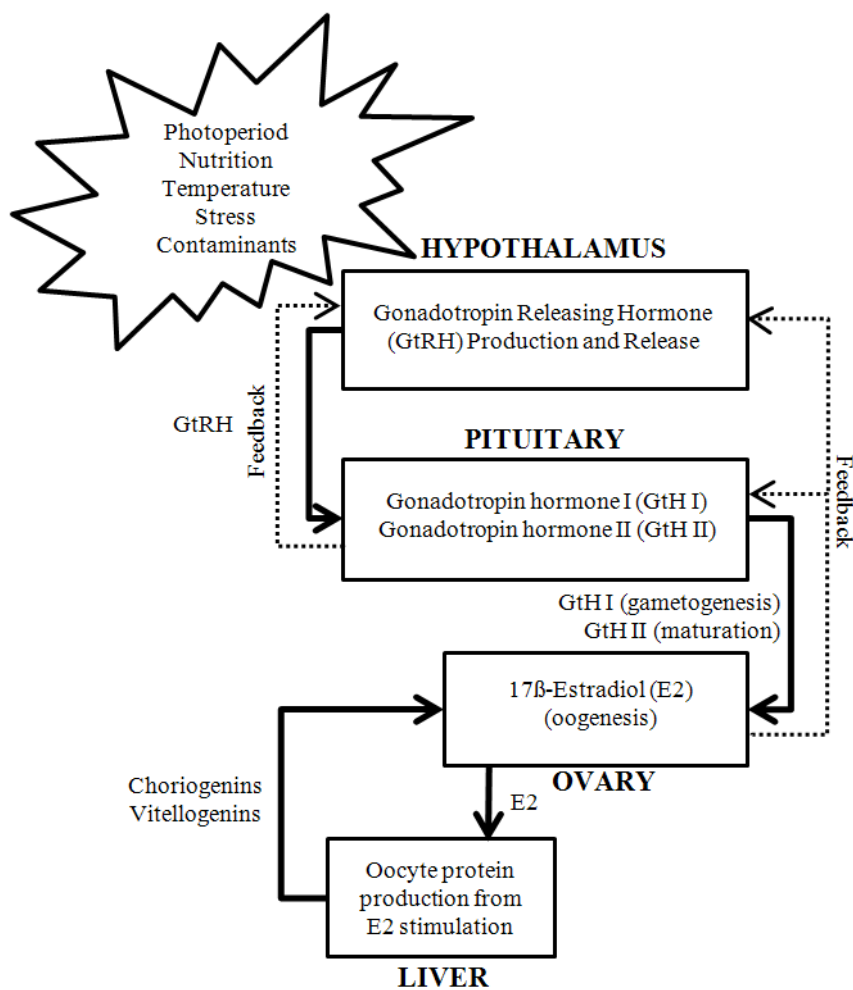 Photoperiod
Nutrition
Temperature
Stress
Contaminants
HYPOTHALAMUS
Gonadotropin Releasing Hormone
(GtRH) Production and Release
GtRH
Feedback
PITUITARY
Gonadotropin hormone I (GtH I)
Gonadotropin hormone II (GtH II)
Feedback
GtH I (gametogenesis)
GtH II (maturation)
17ß-Estradiol (E2)
(oogenesis)
OVARY
Choriogenins
Vitellogenins
E2
Oocyte protein
production from
E2 stimulation
LIVER